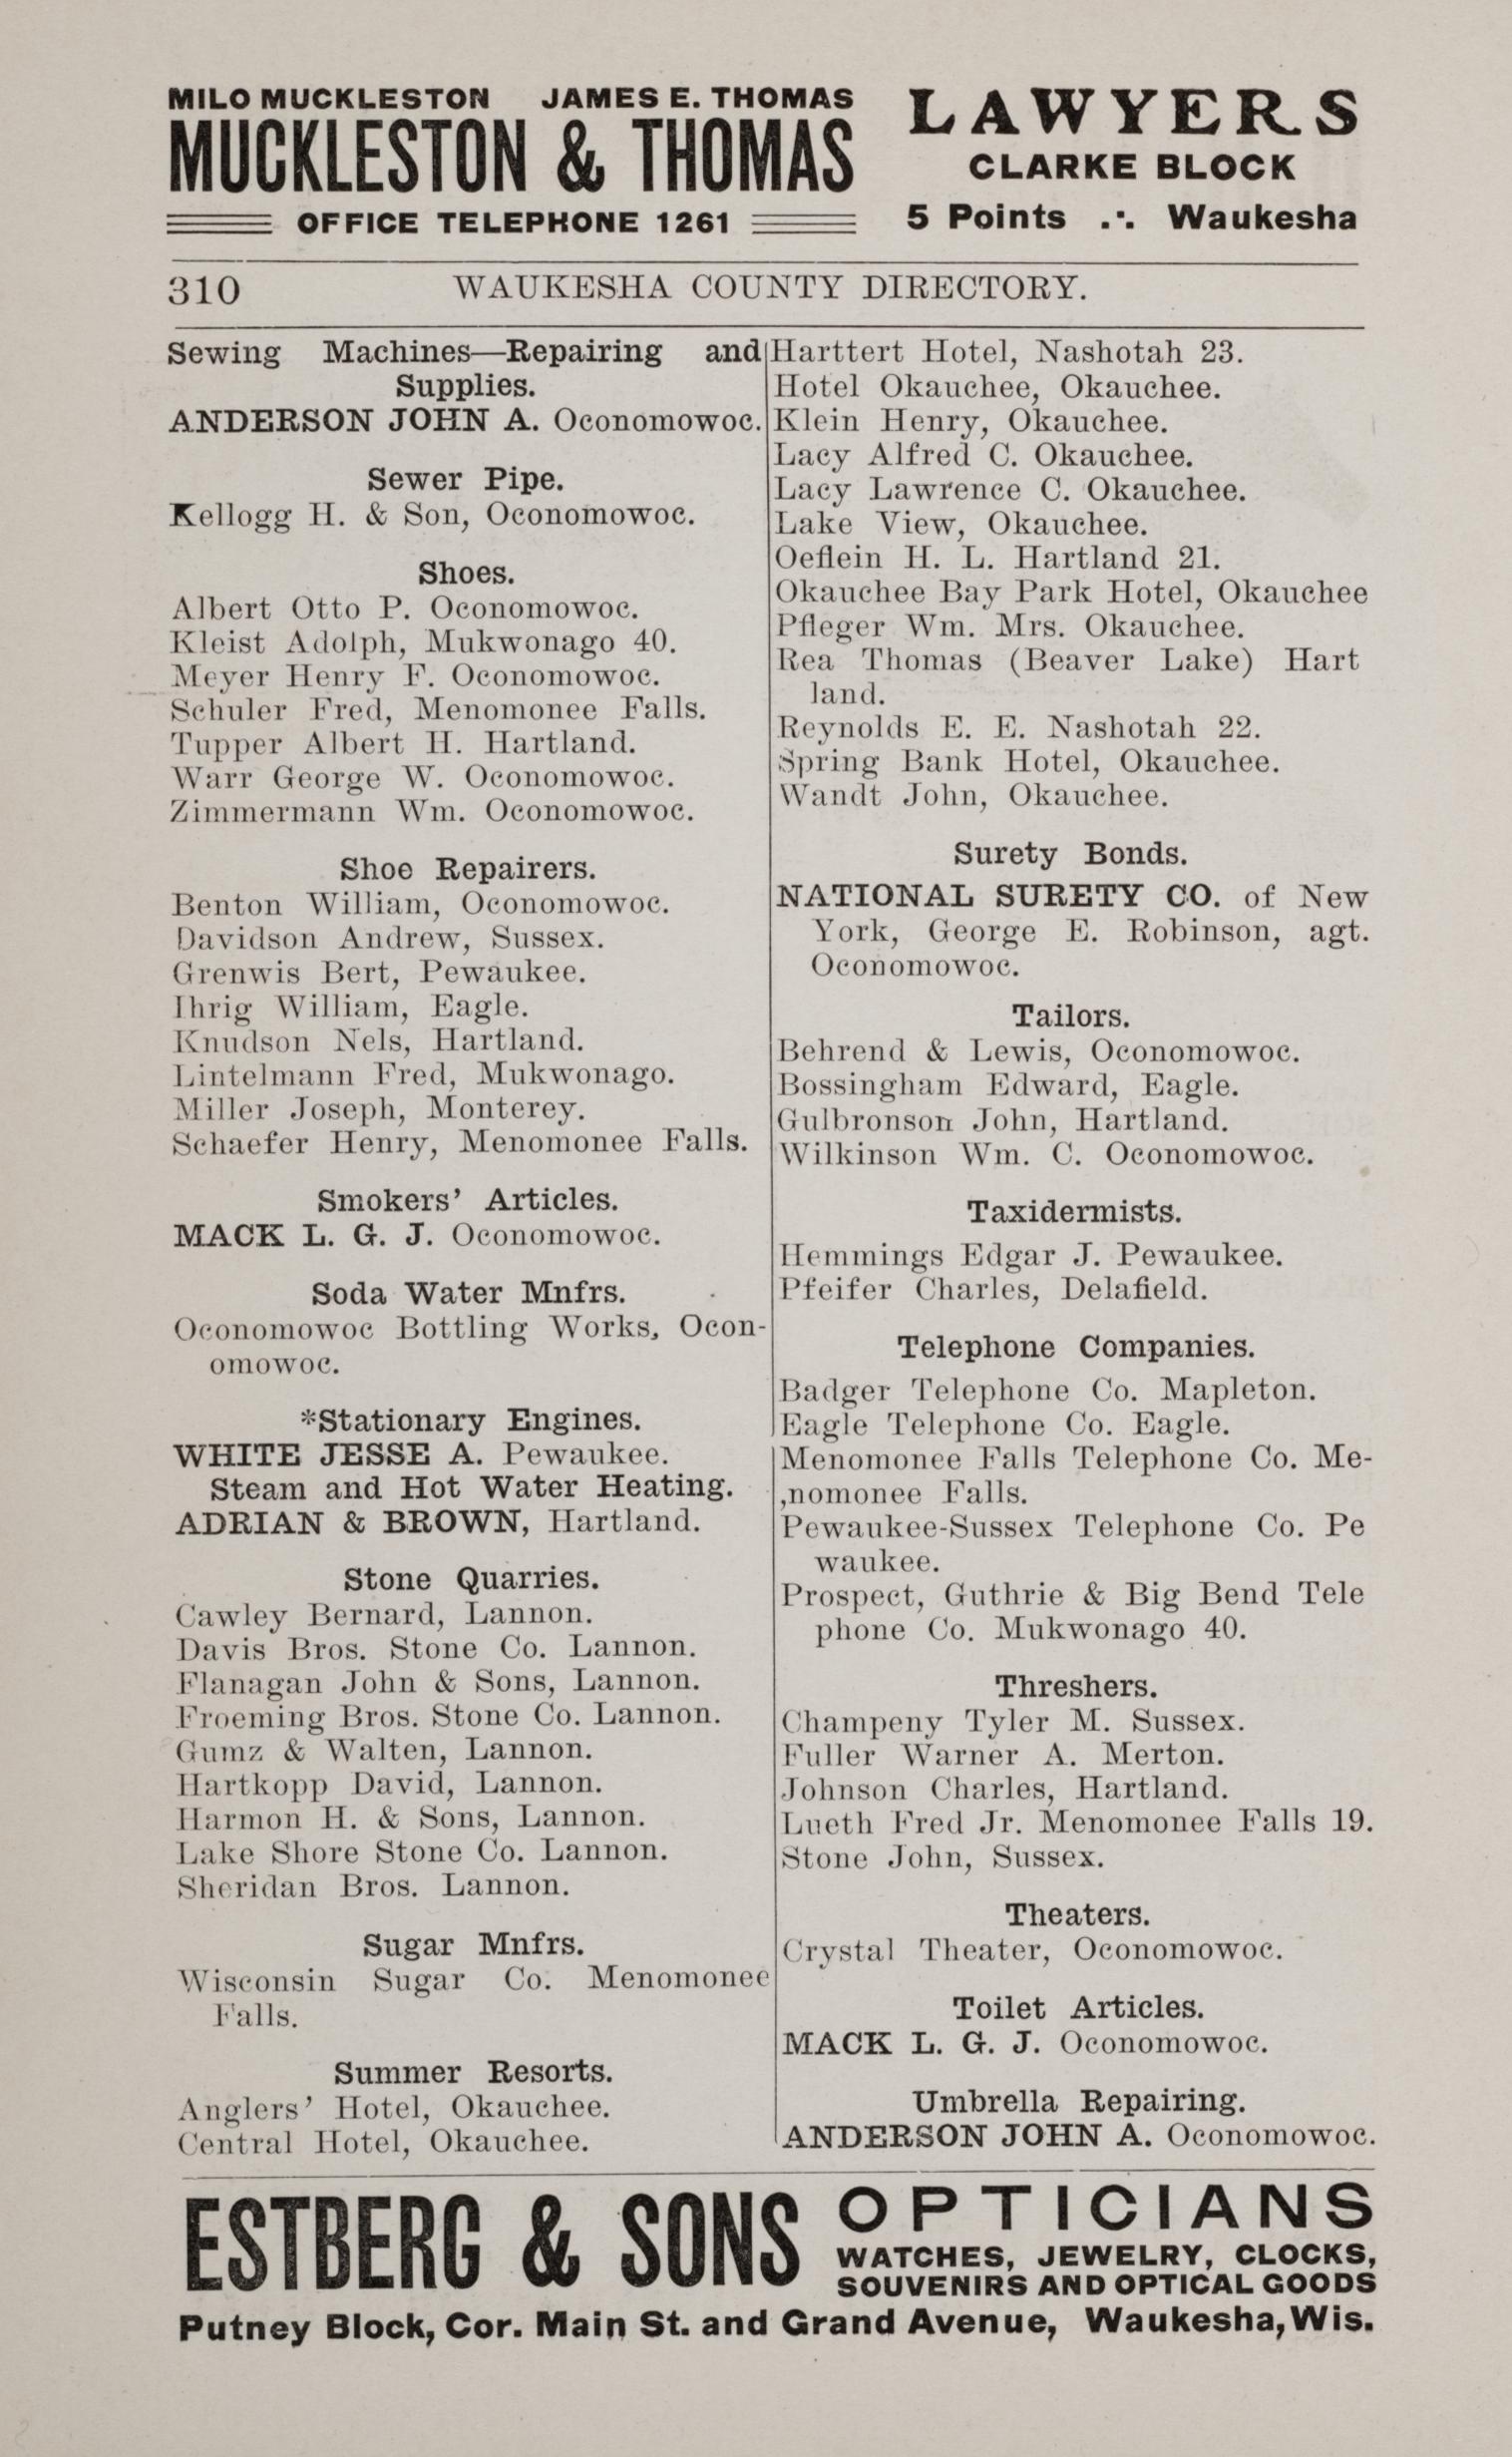 MILO MUCKLESTON JAMES E. THOMAS
MUCKLESTON & THOMAS
OFFICE TELEPHONE 1261
LAWYERS
CLARKE BLOCK
5 Points .·. Waukesha
310 WAUKESHA COUNTY DIRECTORY.
Sewing Machines—Repairing and
Supplies.
ANDERSON JOHN A. Oconomowoc.
Sewer Pipe.
Kellogg H. & Son, Oconomowoc.
Shoes.
Albert Otto P. Oconomowoc.
Kleist Adolph, Mukwonago 40.
Meyer Henry F. Oconomowoc.
Schuler Fred, Menomonee Falls.
Tupper Albert H. Hartland.
Warr George W. Oconomowoc.
Zimmermann Wm. Oconomowoc.
Shoe Repairers.
Benton William, Oconomowoc.
Davidson Andrew, Sussex.
Grenwis Bert, Pewaukee.
Ihrig William, Eagle.
Knudson Nels, Hartland.
Lintelmann Fred, Mukwonago.
Miller Joseph, Monterey.
Schaefer Henry, Menomonee Falls.
Smokers' Articles.
MACK L. G. J. Oconomowoc.
Soda Water Mnfrs.
Oconomowoc Bottling Works, Ocon-
omowoc.
*Stationary Engines.
WHITE JESSE A. Pewaukee.
Steam and Hot Water Heating.
ADRIAN & BROWN, Hartland.
Stone Quarries.
Cawley Bernard, Lannon.
Davis Bros. Stone Co. Lannon.
Flanagan John & Sons, Lannon.
Froeming Bros. Stone Co. Lannon.
Gumz & Walten, Lannon.
Hartkopp David, Lannon.
Harmon H. & Sons, Lannon.
Lake Shore Stone Co. Lannon.
Sheridan Bros. Lannon.
Sugar Mnfrs.
Wisconsin Sugar Co. Menomonee
Falls.
Summer Resorts.
Anglers' Hotel, Okauchee.
Central Hotel, Okauchee.
Harttert Hotel, Nashotah 23.
Hotel Okauchee, Okauchee.
Klein Henry, Okauchee.
Lacy Alfred C. Okauchee.
Lacy Lawrence C. Okauchee.
Lake View, Okauchee.
Oeflein H. L. Hartland 21.
Okauchee Bay Park Hotel, Okauchee
Pfleger Wm. Mrs. Okauchee.
Rea Thomas (Beaver Lake) Hart
land.
Reynolds E. E. Nashotah 22.
Spring Bank Hotel, Okauchee.
Wandt John, Okauchee.
Surety Bonds.
NATIONAL SURETY CO. of New
York, George E. Robinson, agt.
Oconomowoc.
Tailors.
Behrend & Lewis, Oconomowoc.
Bossingham Edward, Eagle.
Gulbronson John, Hartland.
Wilkinson Wm. C. Oconomowoc.
Taxidermists.
Hemmings Edgar J. Pewaukee.
Pfeifer Charles, Delafield.
Telephone Companies.
Badger Telephone Co. Mapleton.
Eagle Telephone Co. Eagle.
Menomonee Falls Telephone Co. Me-
,nomonee Falls.
Pewaukee-Sussex Telephone Co. Pe
waukee.
Prospect, Guthrie & Big Bend Tele
phone Co. Mukwonago 40.
Threshers.
Champeny Tyler M. Sussex.
Fuller Warner A. Merton.
Johnson Charles, Hartland.
Lueth Fred Jr. Menomonee Falls 19.
Stone John, Sussex.
Theaters.
Crystal Theater, Oconomowoc.
Toilet Articles.
MACK L. G. J. Oconomowoc.
Umbrella Repairing.
ANDERSON JOHN A. Oconomowoc.
ESTBERG & SONS
OPTICIANS
WATCHES, JEWELRY, CLOCKS,
SOUVENIRS AND OPTICAL GOODS
Putney Block, Cor. Main St. and Grand Avenue, Waukesha, Wis.